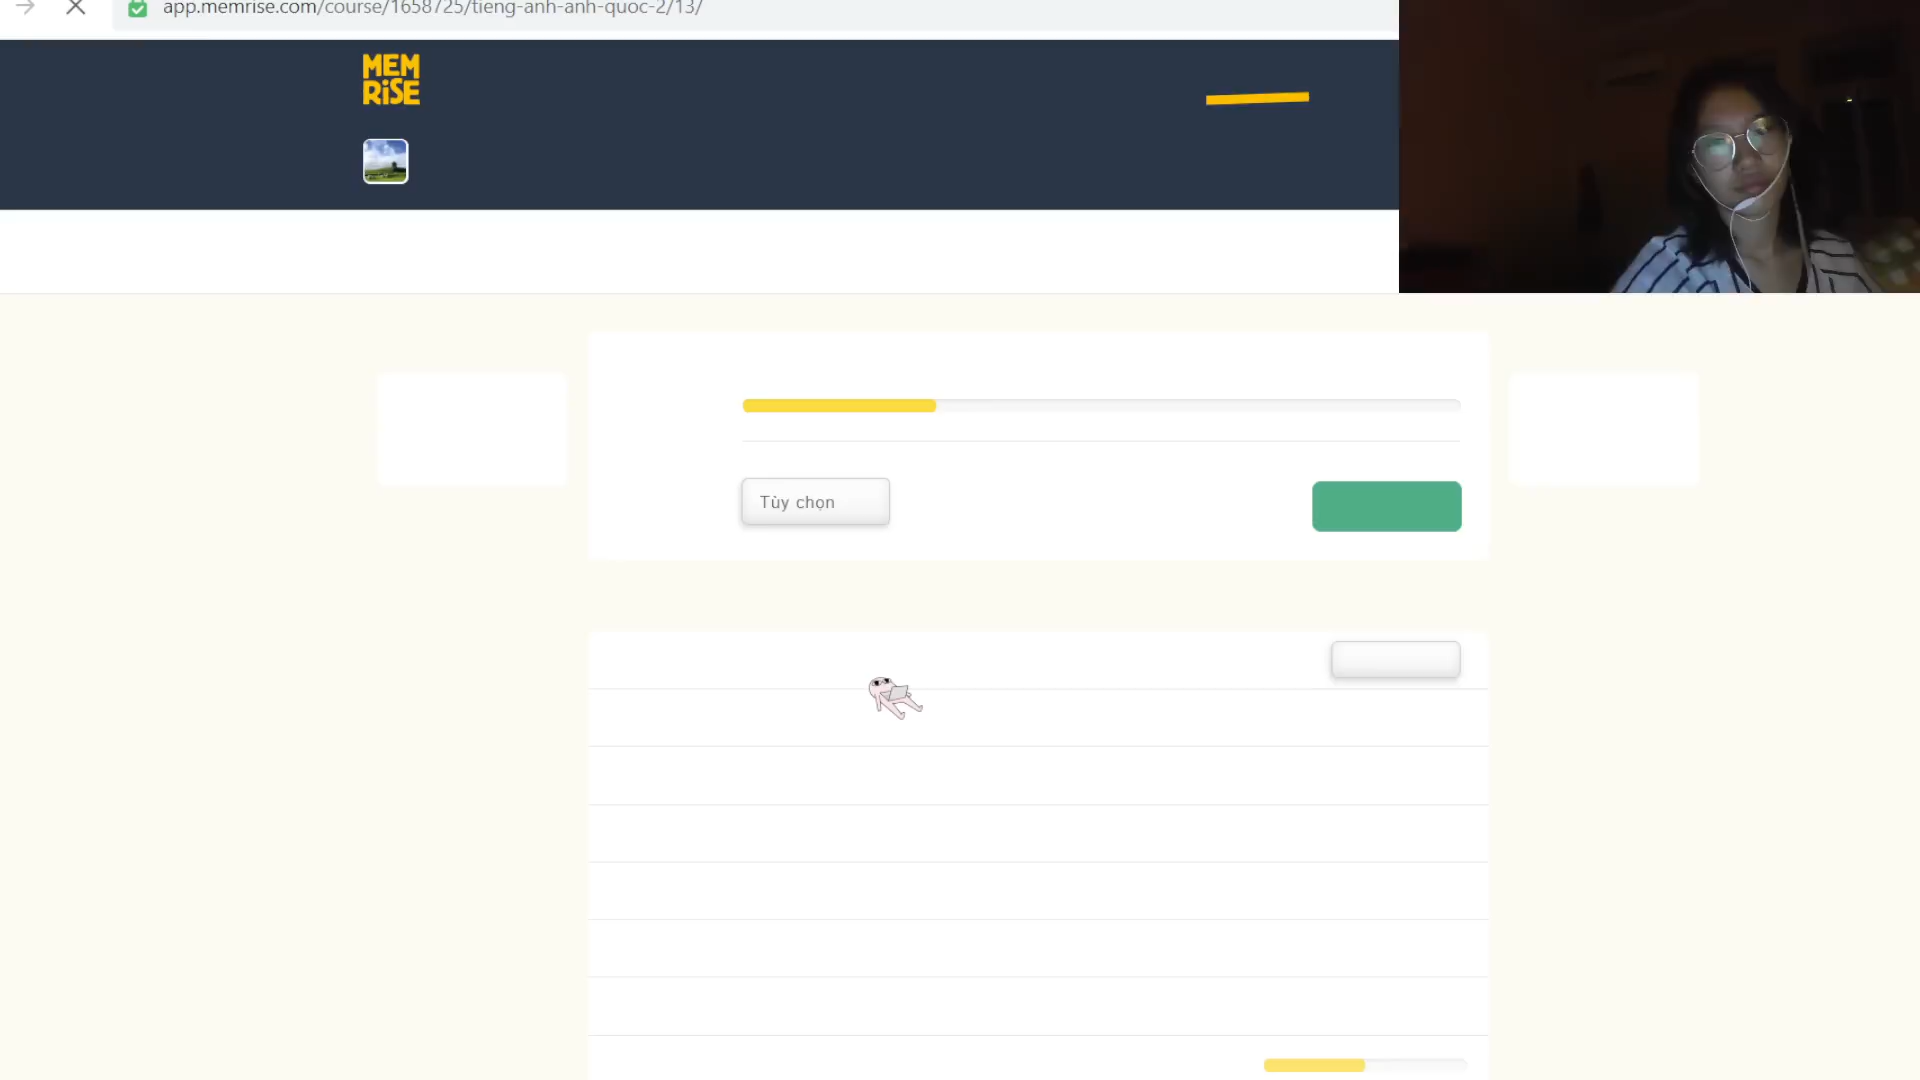 app.memrise.com/course/1658725/tieng-anh-anh-quoc-2/13/
MEM
RiSE
Tùy chọn